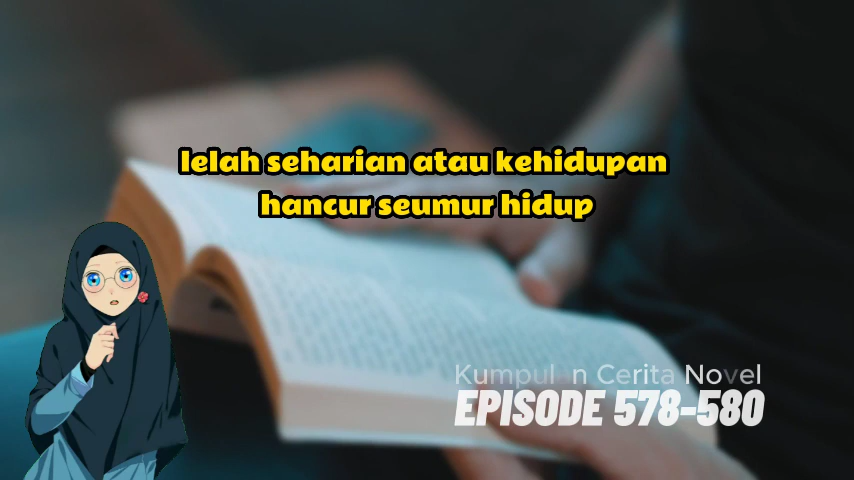 lelah seharian atau kehidupan
hancur seumur hidup
Kumpulan Cerita Novel
EPISODE 578-580